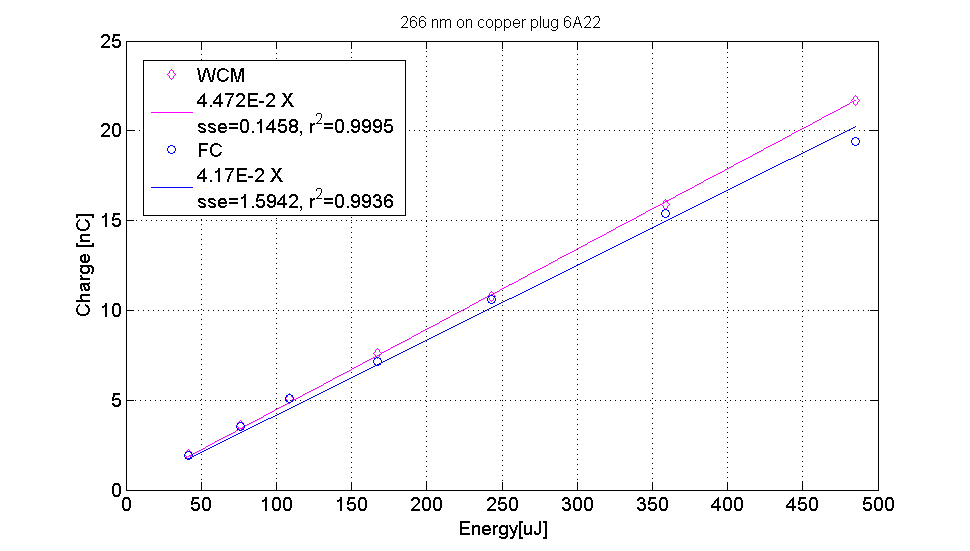 266 nm on copper plug 6A22
WCM
4.472E-2 X
sse=0.1458, r²=0.9995
FC
4.17E-2 X
sse=1.5942, r²=0.9936
Charge [nC]
25
20
15
10
5
0
0 50 100 150 200 250 300 350 400 450 500
Energy[uJ]